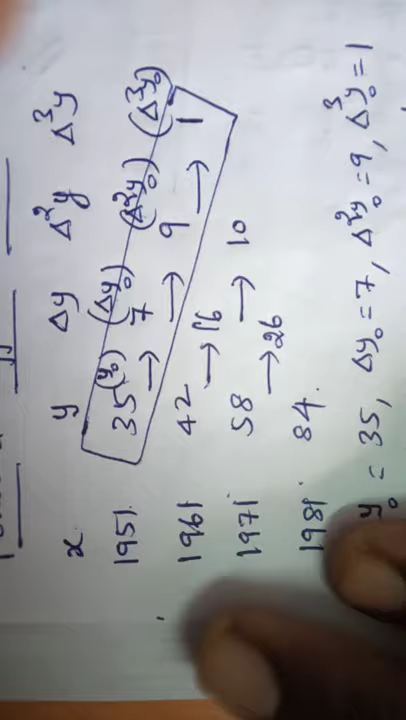 x y Δy Δ²y Δ³y
1951. 35 (y₀) (Δy₀) (Δ²y₀) (Δ³y₀)
→ 7 → 9 → 1
1961 42
→ 16 → 10
1971 58
→ 26
1981 84.
y₀ = 35, Δy₀ = 7, Δ²y₀ = 9, Δ³y₀ = 1